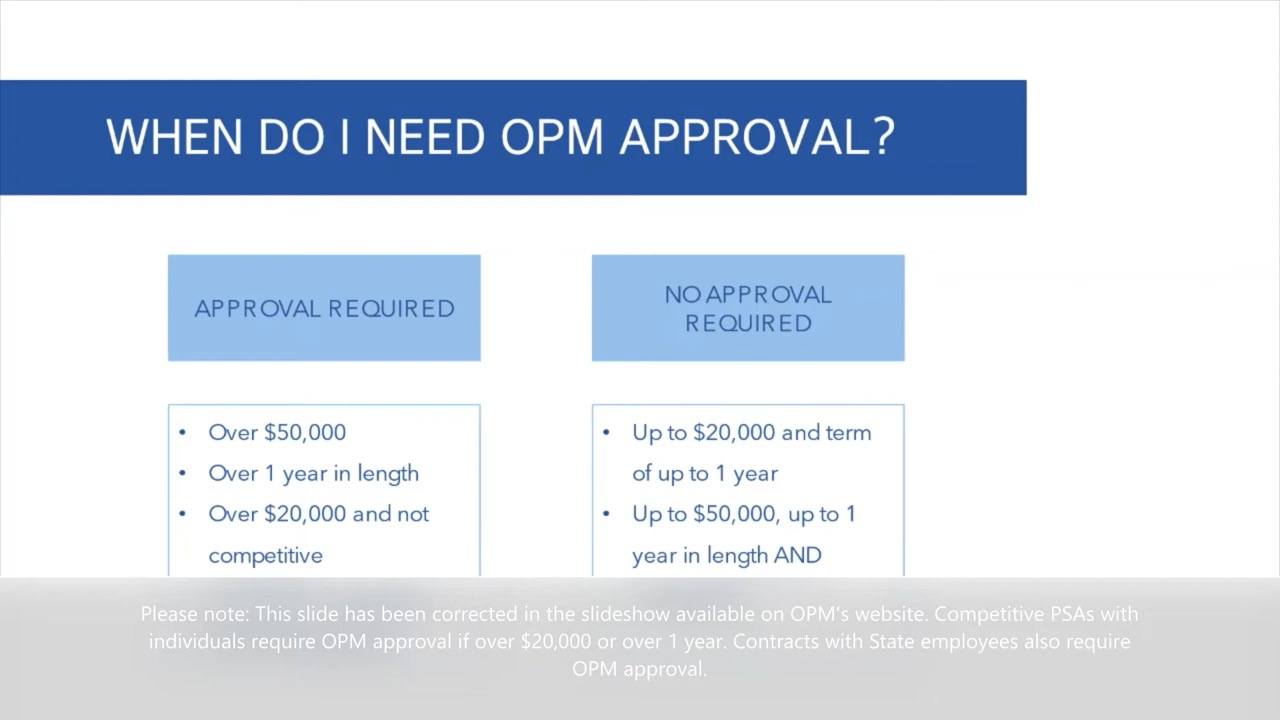 WHEN DO I NEED OPM APPROVAL?
APPROVAL REQUIRED
• Over $50,000
• Over 1 year in length
• Over $20,000 and not
competitive
NO APPROVAL
REQUIRED
• Up to $20,000 and term
of up to 1 year
• Up to $50,000, up to 1
year in length AND
Please note: This slide has been corrected in the slideshow available on OPM's website. Competitive PSAs with
individuals require OPM approval if over $20,000 or over 1 year. Contracts with State employees also require
OPM approval.